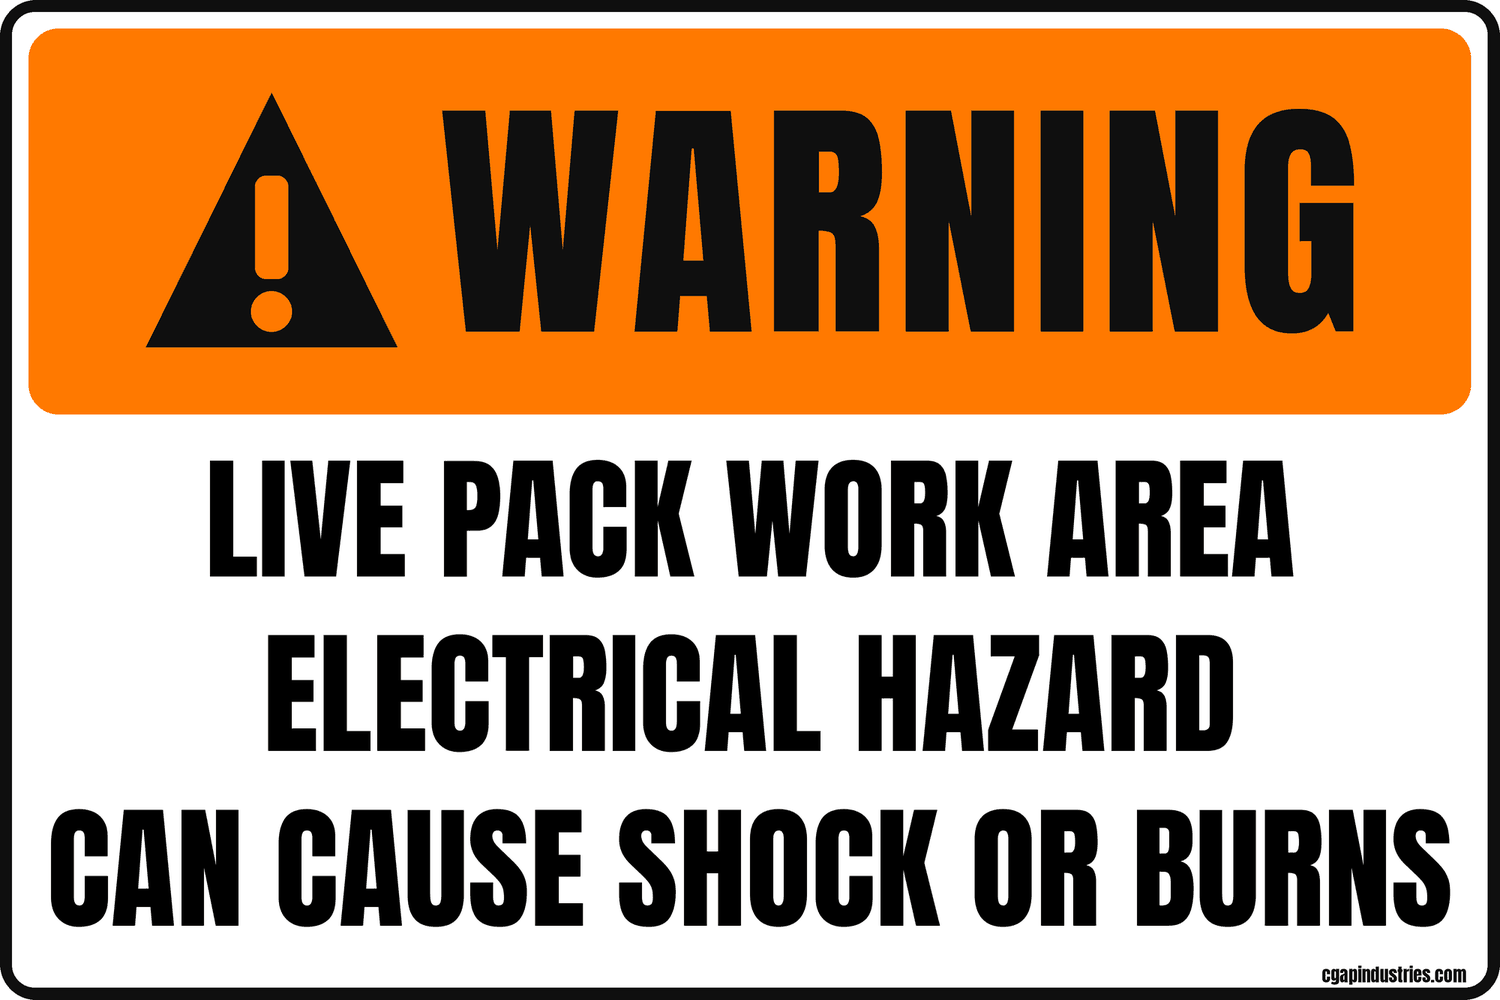 WARNING
LIVE PACK WORK AREA
ELECTRICAL HAZARD
CAN CAUSE SHOCK OR BURNS
cgapindustries.com